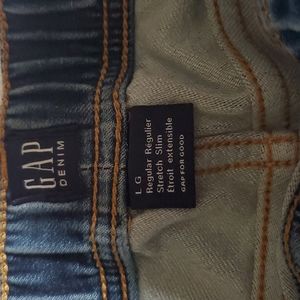 GAP
DENIM
L G
Regular Régulier
Stretch Slim
Étroit extensible
GAP FOR GOOD